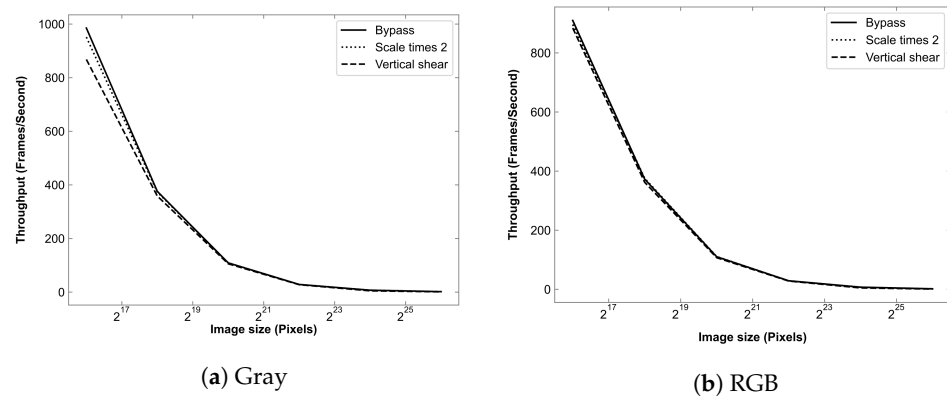 1000
800
600
400
200
0
Throughput (Frames/Second)
Bypass
Scale times 2
Vertical shear
2^17 2^19 2^21 2^23 2^25
Image size (Pixels)
(a) Gray
800
600
400
200
0
Throughput (Frames/Second)
Bypass
Scale times 2
Vertical shear
2^17 2^19 2^21 2^23 2^25
Image size (Pixels)
(b) RGB